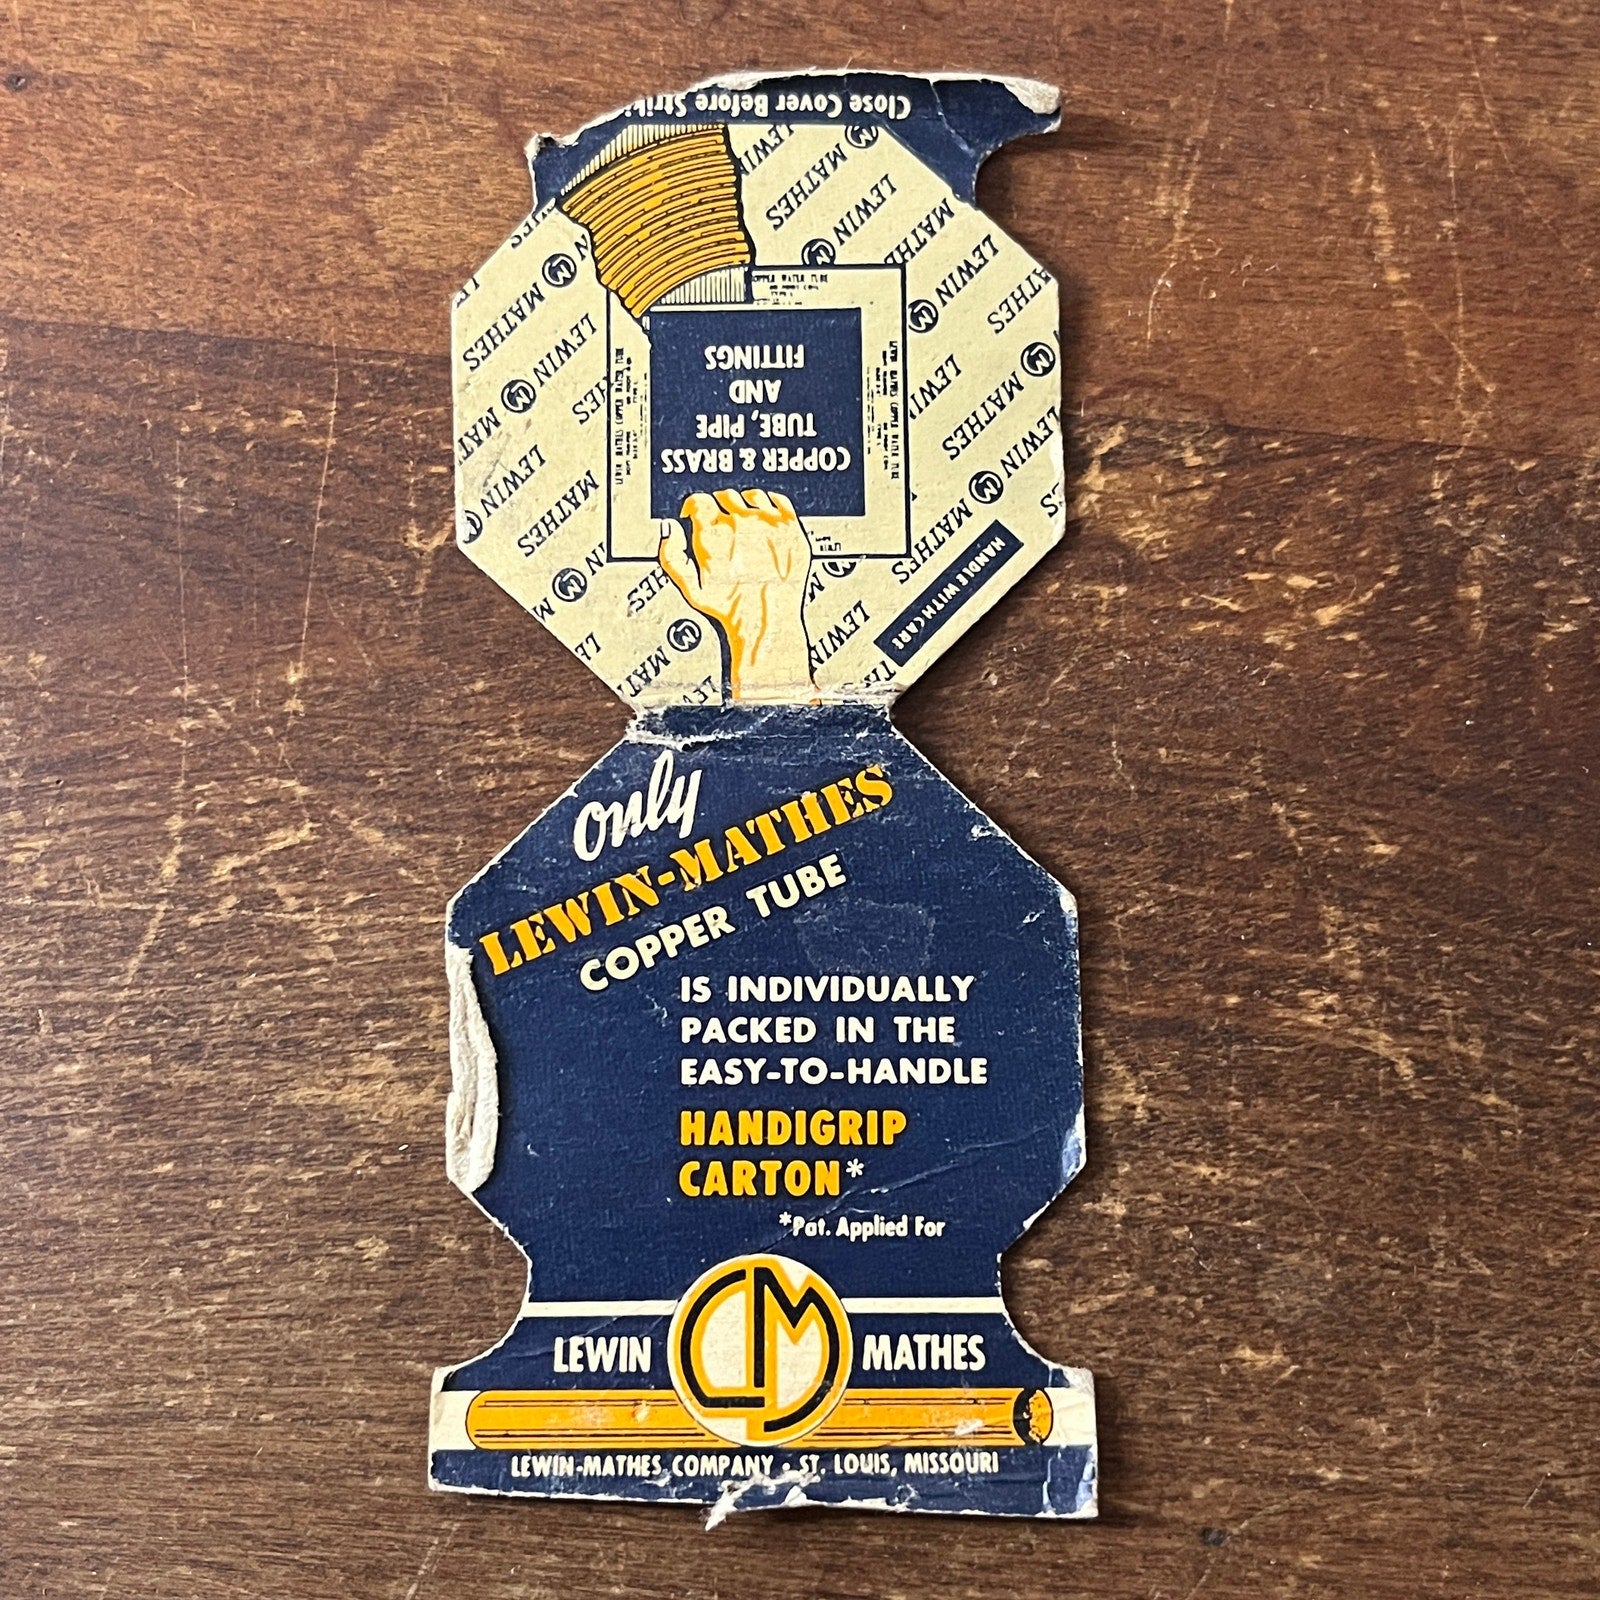 Close Cover Before
LEWIN MATHES
COPPER & BRASS
TUBE, PIPE
AND
FITTINGS
HANDLE WITH CARE
only
LEWIN-MATHES
COPPER TUBE
IS INDIVIDUALLY
PACKED IN THE
EASY-TO-HANDLE
HANDIGRIP
CARTON*
*Pat. Applied For
LEWIN LM MATHES
LEWIN-MATHES COMPANY • ST. LOUIS, MISSOURI